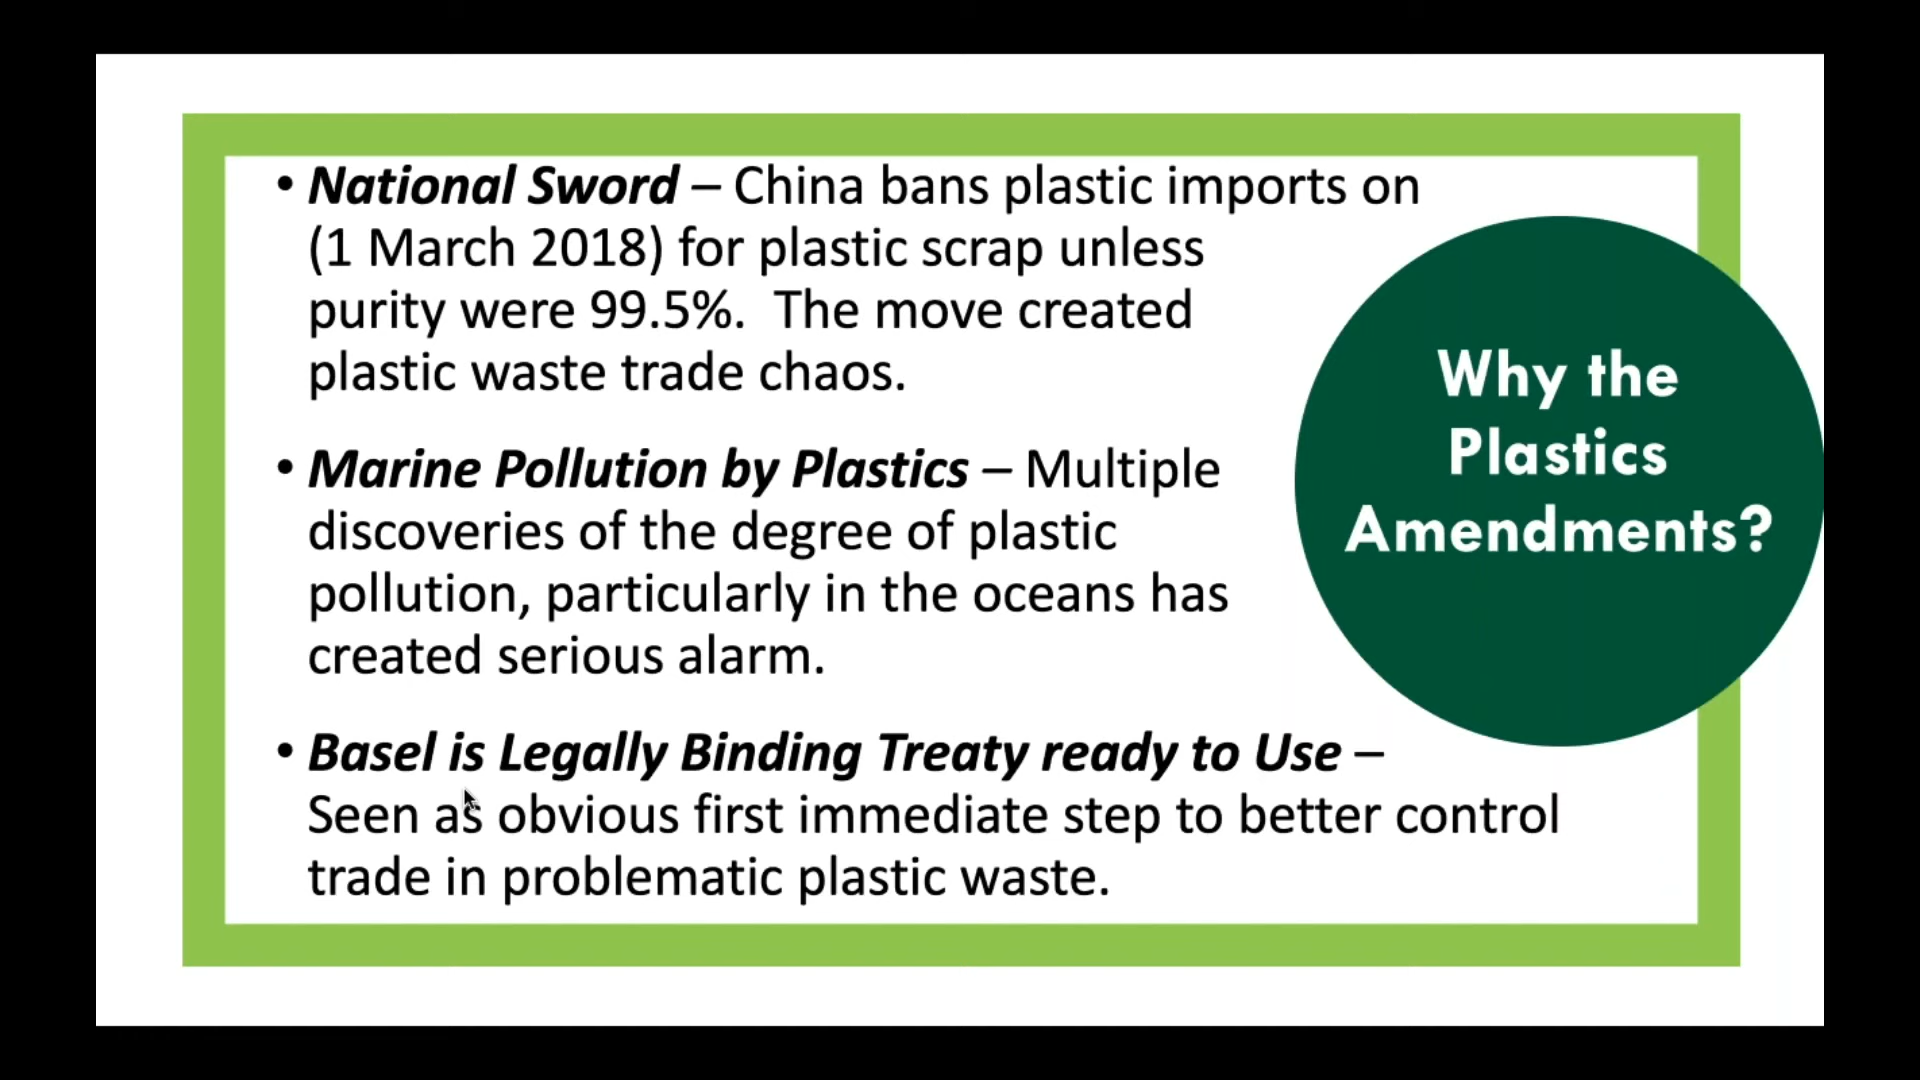 • National Sword – China bans plastic imports on
(1 March 2018) for plastic scrap unless
purity were 99.5%.  The move created
plastic waste trade chaos.
• Marine Pollution by Plastics – Multiple
discoveries of the degree of plastic
pollution, particularly in the oceans has
created serious alarm.
• Basel is Legally Binding Treaty ready to Use –
Seen as obvious first immediate step to better control
trade in problematic plastic waste.
Why the
Plastics
Amendments?